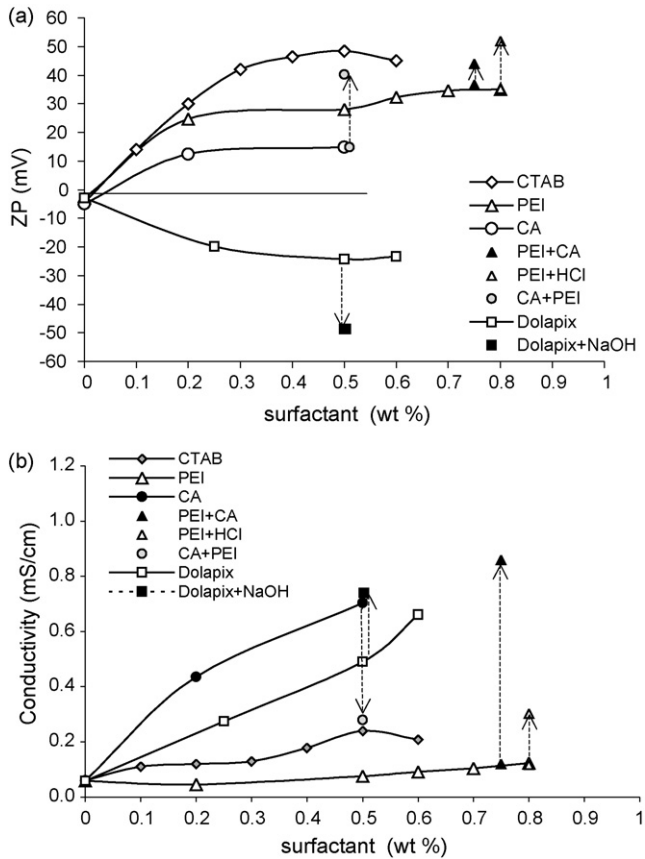 (a)
60
50
40
30
20
10
0
-10
-20
-30
-40
-50
-60
ZP (mV)
CTAB
PEI
CA
PEI+CA
PEI+HCl
CA+PEI
Dolapix
Dolapix+NaOH
0 0.1 0.2 0.3 0.4 0.5 0.6 0.7 0.8 0.9 1
surfactant (wt %)
(b)
1.2
1.0
0.8
0.6
0.4
0.2
0.0
Conductivity (mS/cm)
CTAB
PEI
CA
PEI+CA
PEI+HCl
CA+PEI
Dolapix
Dolapix+NaOH
0 0.1 0.2 0.3 0.4 0.5 0.6 0.7 0.8 0.9 1
surfactant (wt %)